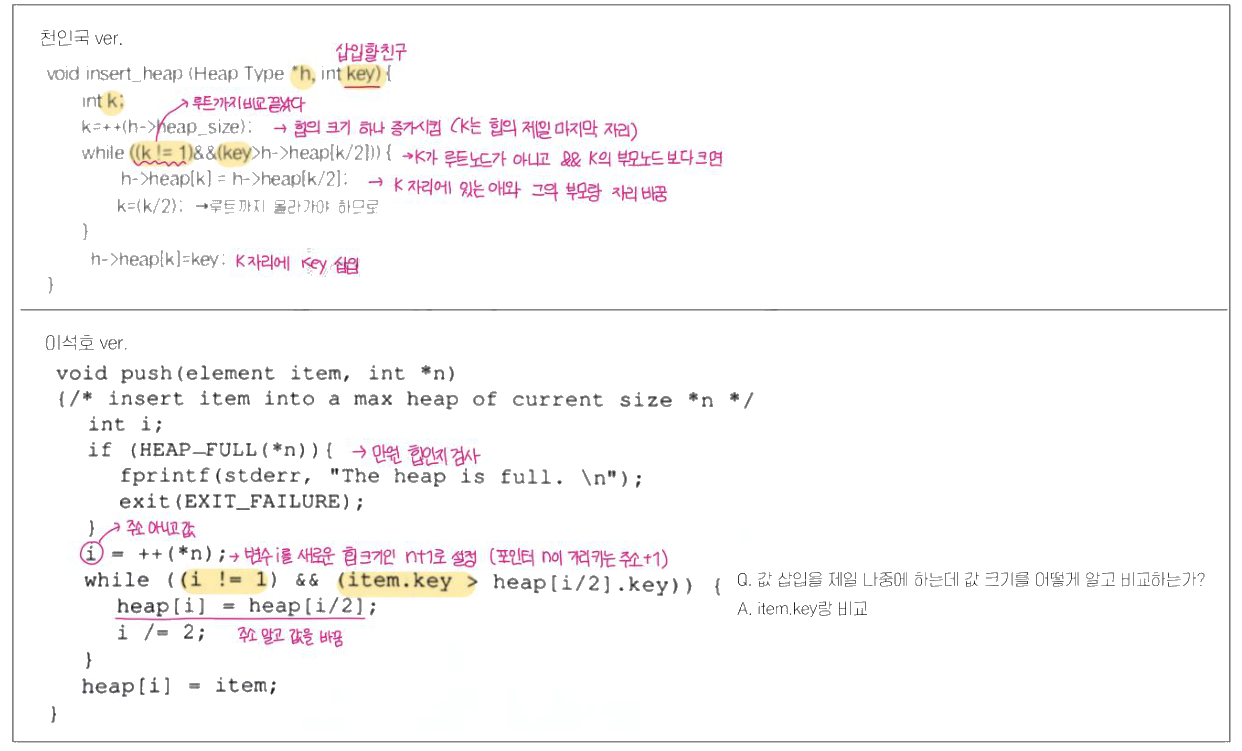 천인국 ver.
삽입할친구
void insert_heap (Heap Type *h, int key) {
int k;
→ 루트까지 비교 끝났다
k=++(h->heap_size); → 힙의 크기 하나 증가시킴 (K는 힙의 제일 마지막 자리)
while ((k != 1)&&(key>h->heap[k/2])) { →K가 루트노드가 아니고 && K의 부모노드보다 크면
h->heap[k] = h->heap[k/2]; → K자리에 있는 애와 그의 부모랑 자리 바꿈
k=(k/2); →루트까지 올라가야 하므로
}
h->heap[k]=key; K자리에 key 삽입
}
이석호 ver.
void push(element item, int *n)
{/* insert item into a max heap of current size *n */
int i;
if (HEAP_FULL(*n)){ → 만원 힙인지 검사
fprintf(stderr, "The heap is full. \n");
exit(EXIT_FAILURE);
}
→ 주소 아니고 값
i = ++(*n);→ 변수 i를 새로운 힙크기인 n+1로 설정 (포인터 n이 가리키는 주소+1)
while ((i != 1) && (item.key > heap[i/2].key)) {
Q. 값 삽입을 제일 나중에 하는데 값 크기를 어떻게 알고 비교하는가?
heap[i] = heap[i/2];
A. item.key랑 비교
i /= 2; 주소 말고 값을 바꿈
}
heap[i] = item;
}